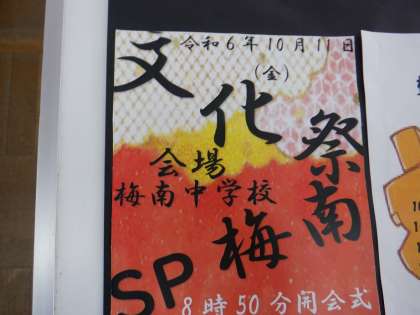 令和6年10月11日
(金)
文化祭
会場
梅南中学校
梅南
SP
8時50分開会式